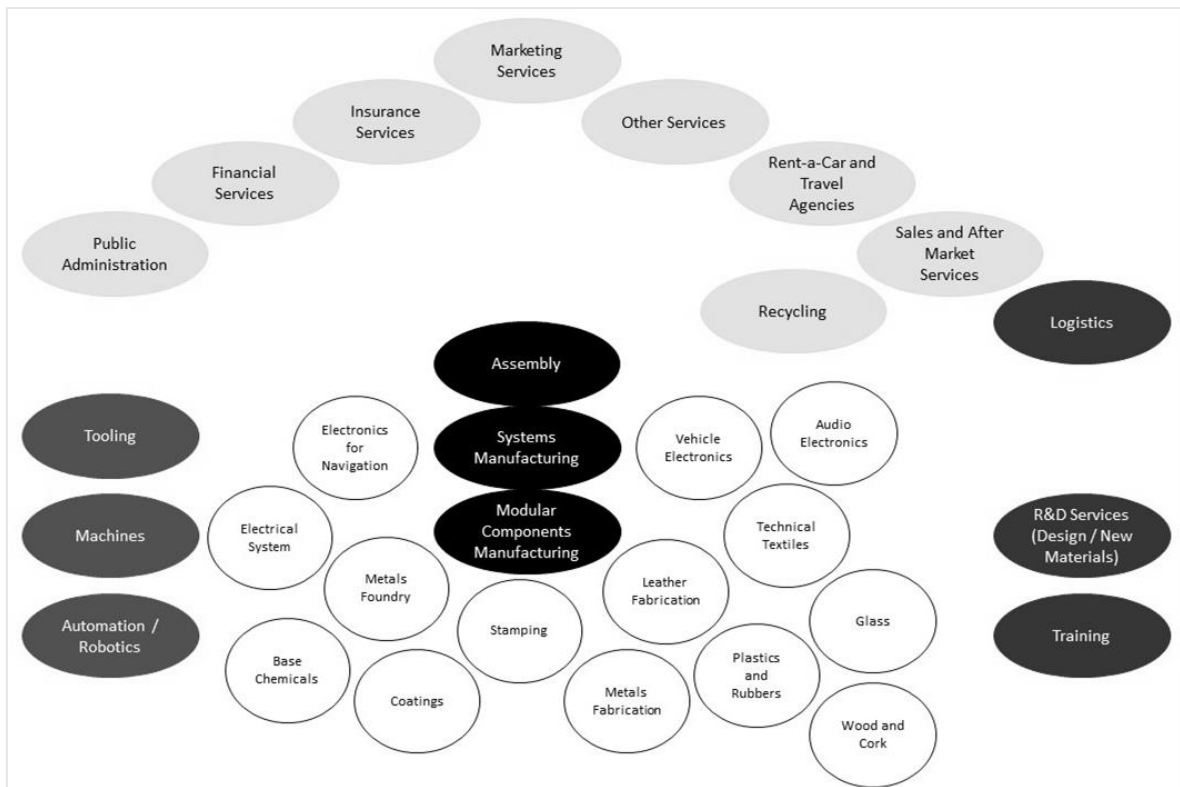 Marketing
Services
Insurance
Services
Other Services
Financial
Services
Rent-a-Car and
Travel
Agencies
Public
Administration
Sales and After
Market
Services
Recycling
Logistics
Assembly
Tooling
Electronics
for
Navigation
Systems
Manufacturing
Vehicle
Electronics
Audio
Electronics
Machines
Electrical
System
Modular
Components
Manufacturing
Technical
Textiles
R&D Services
(Design / New
Materials)
Metals
Foundry
Leather
Fabrication
Automation /
Robotics
Stamping
Glass
Training
Base
Chemicals
Coatings
Metals
Fabrication
Plastics
and
Rubbers
Wood and
Cork